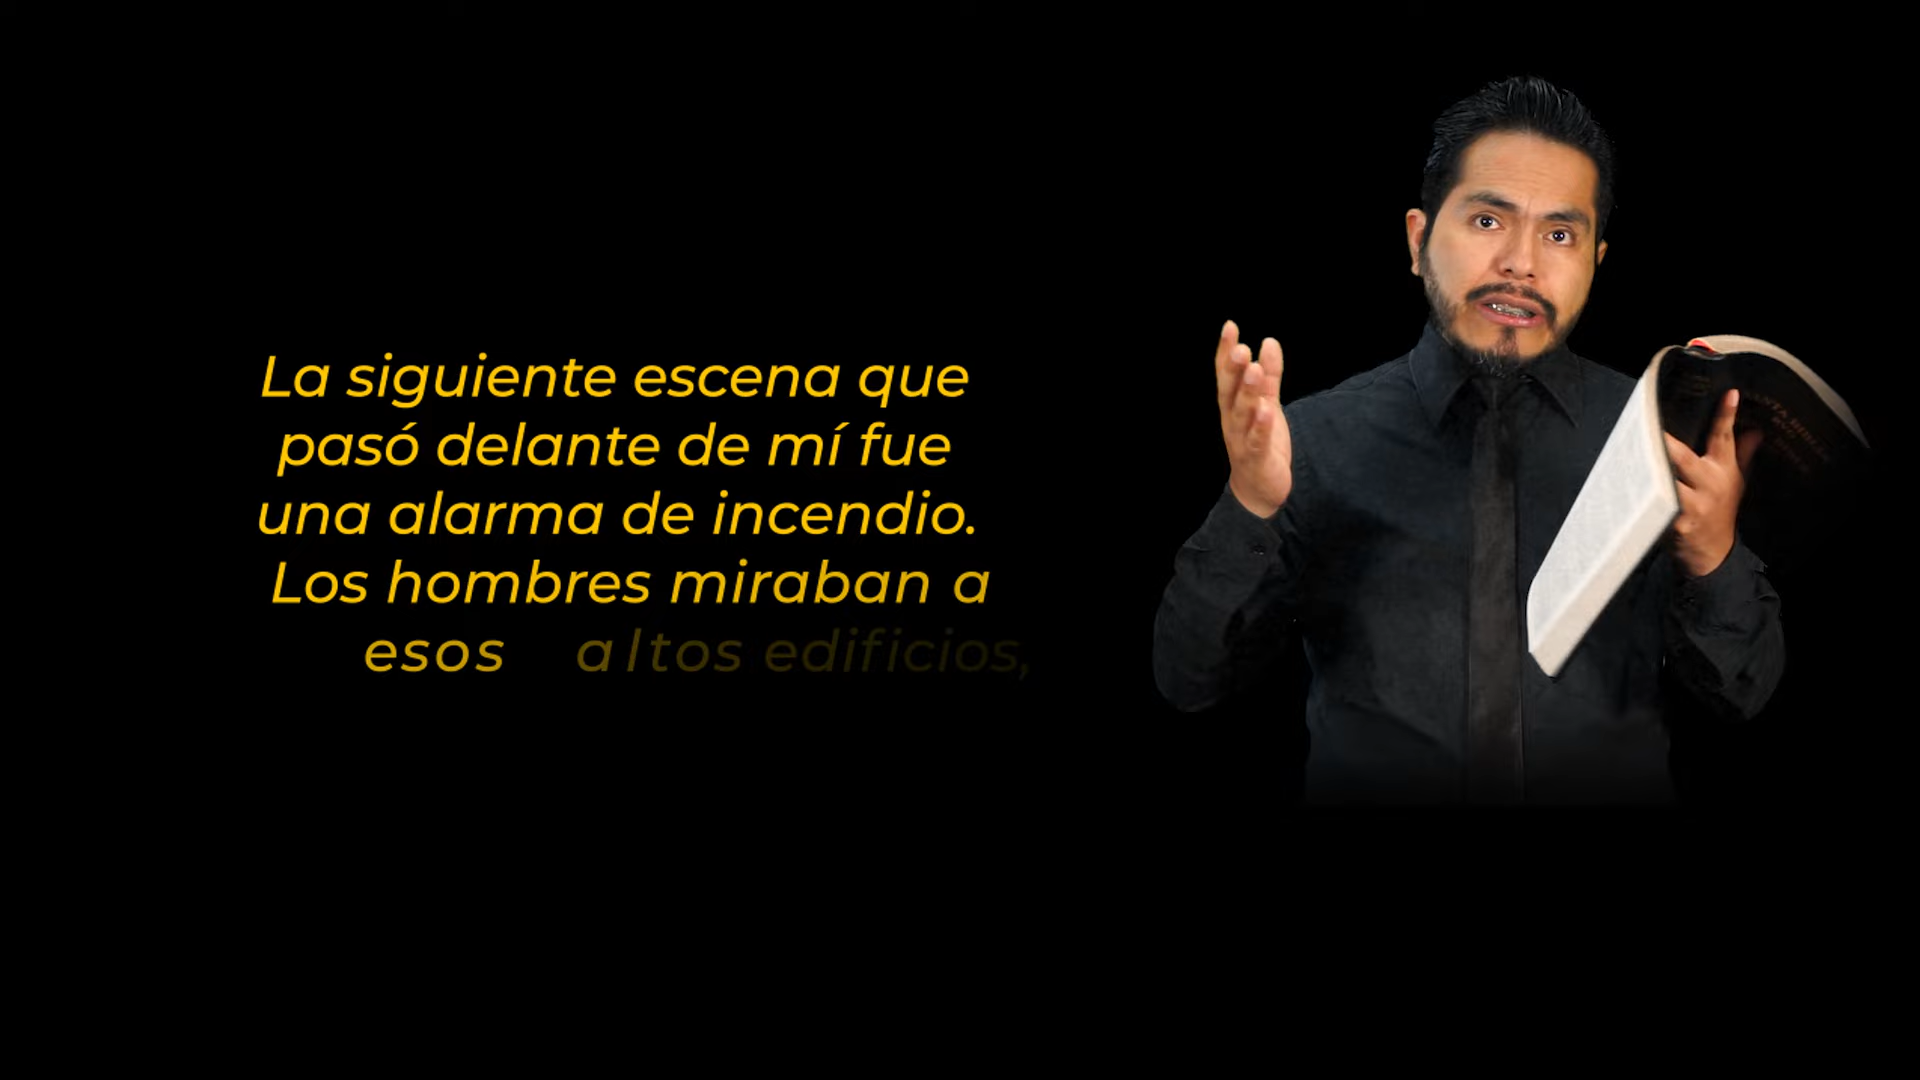 La siguiente escena que
pasó delante de mí fue
una alarma de incendio.
Los hombres miraban a
esos altos edificios,